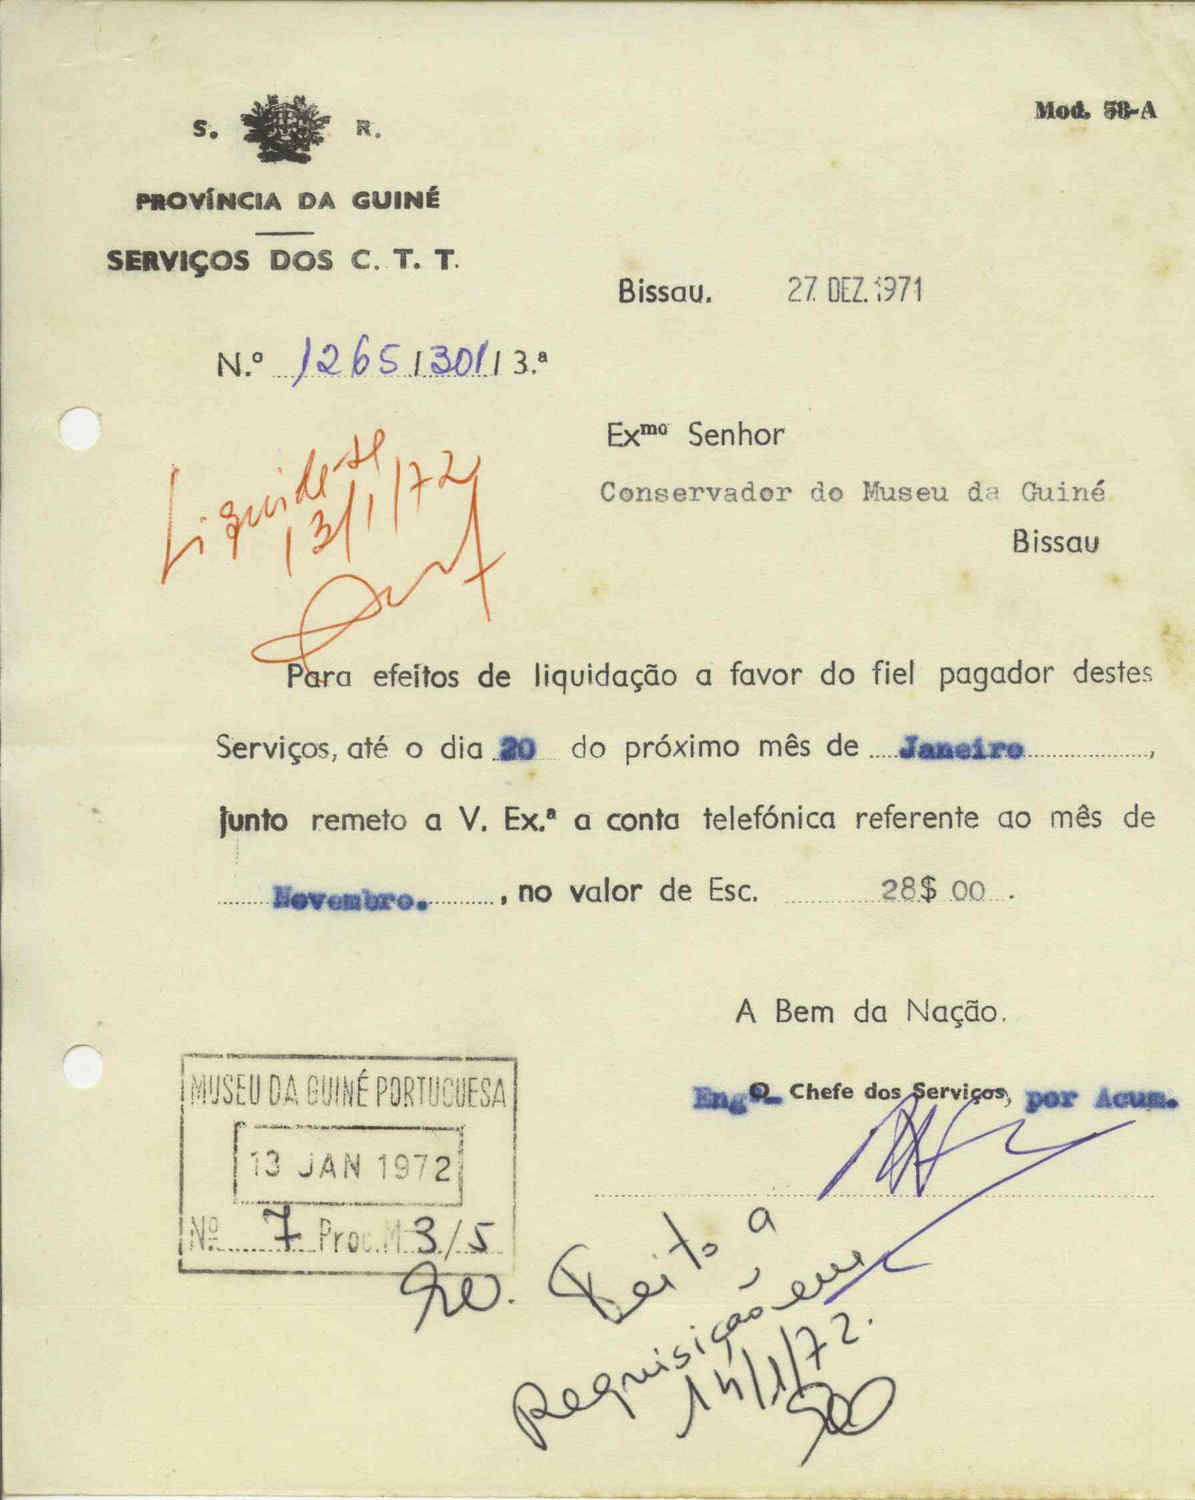 Mod. 58-A
S. R.
PROVÍNCIA DA GUINÉ
SERVIÇOS DOS C. T. T.
Bissau. 27. DEZ. 1971
N.º 1265/301/3.ª
Exmo Senhor
Conservador do Museu da Guiné
Bissau
Liquide-se
13/1/72
Para efeitos de liquidação a favor do fiel pagador destes
Serviços, até o dia 20 do próximo mês de Janeiro,
junto remeto a V. Ex.ª a conta telefónica referente ao mês de
Novembro., no valor de Esc. 28$00.
A Bem da Nação.
EngO Chefe dos Serviços, por Acum.
MUSEU DA GUINÉ PORTUGUESA
13 JAN 1972
Nº 7 Proc. M 3/5
Feito a
requisição em
14/1/72.